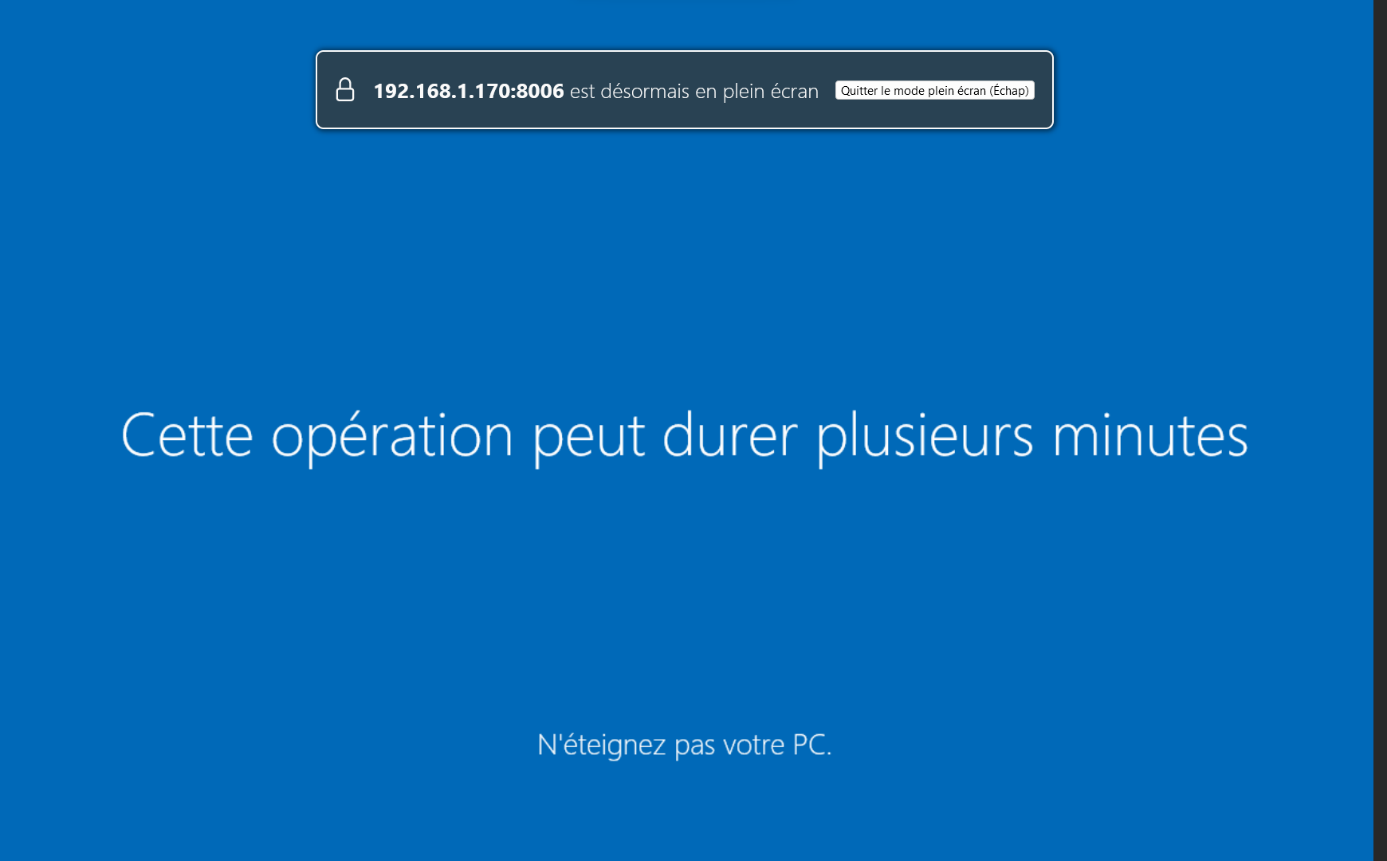 192.168.1.170:8006 est désormais en plein écran Quitter le mode plein écran (Échap)
Cette opération peut durer plusieurs minutes
N'éteignez pas votre PC.